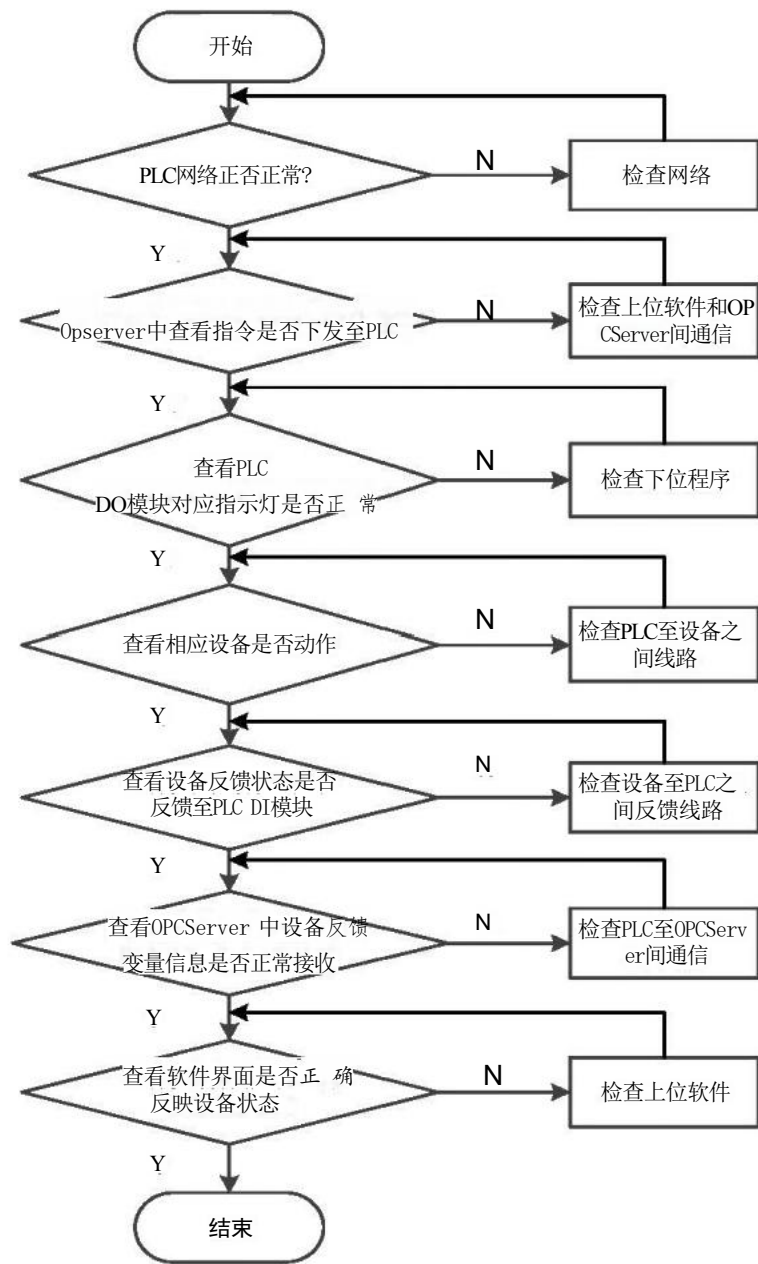 开始
PLC网络正否正常?
N
检查网络
Y
Opserver中查看指令是否下发至PLC
N
检查上位软件和OP
CServer间通信
Y
查看PLC
DO模块对应指示灯是否正 常
N
检查下位程序
Y
查看相应设备是否动作
N
检查PLC至设备之
间线路
Y
查看设备反馈状态是否
反馈至PLC DI模块
N
检查设备至PLC之
间反馈线路
Y
查看OPCServer 中设备反馈
变量信息是否正常接收
N
检查PLC至OPCServ
er间通信
Y
查看软件界面是否正 确
反映设备状态
N
检查上位软件
Y
结束